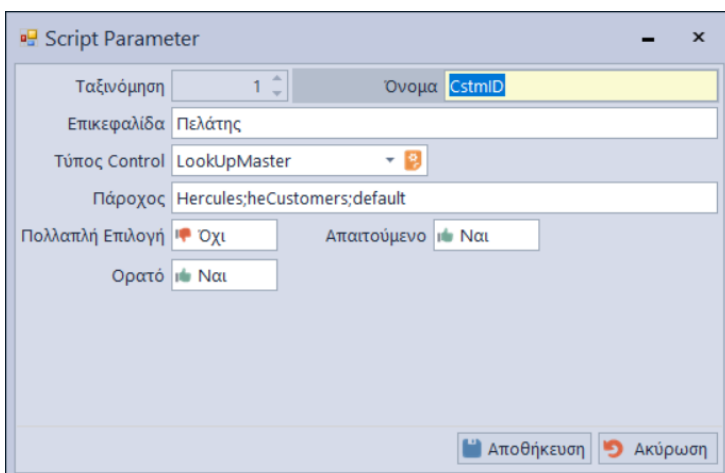 Script Parameter
Ταξινόμηση 1 Όνομα CstmID
Επικεφαλίδα Πελάτης
Τύπος Control LookUpMaster
Πάροχος Hercules;heCustomers;default
Πολλαπλή Επιλογή Όχι Απαιτούμενο Ναι
Ορατό Ναι
Αποθήκευση Ακύρωση